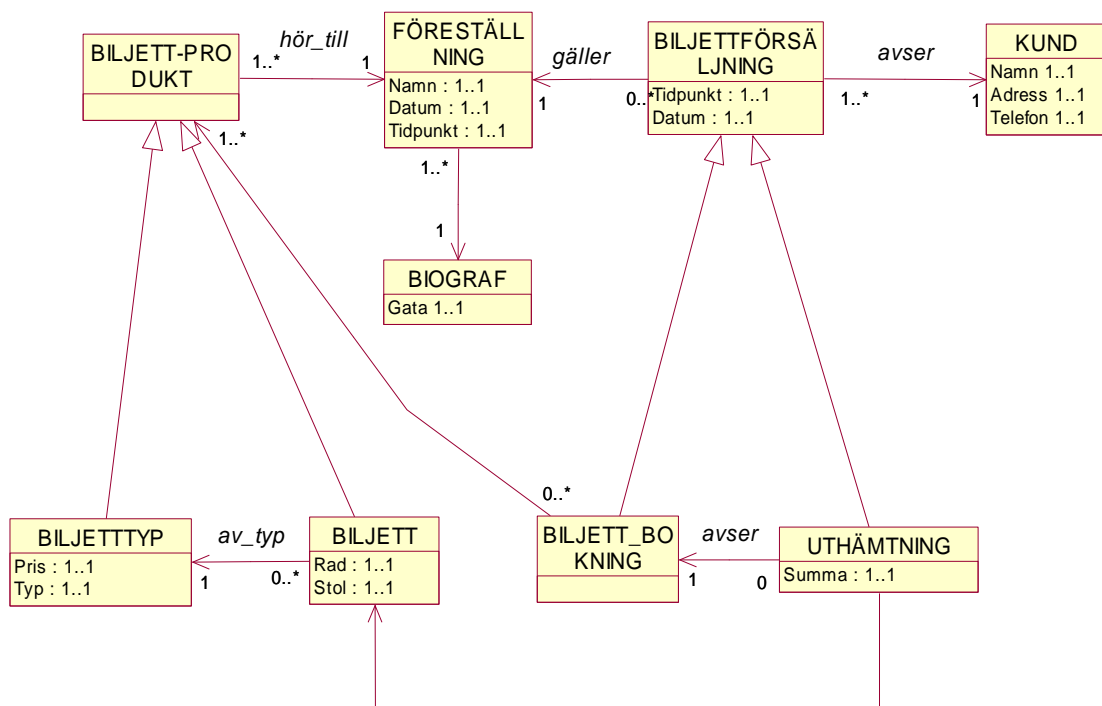 BILJETT-PRO
DUKT
hör_till
1..*
1
FÖRESTÄLL
NING
Namn : 1..1
Datum : 1..1
Tidpunkt : 1..1
gäller
1
0..*
BILJETTFÖRSÄ
LJNING
Tidpunkt : 1..1
Datum : 1..1
avser
1..*
1
KUND
Namn 1..1
Adress 1..1
Telefon 1..1
1..*
1..*
1
BIOGRAF
Gata 1..1
0..*
BILJETTTYP
Pris : 1..1
Typ : 1..1
av_typ
1
0..*
BILJETT
Rad : 1..1
Stol : 1..1
BILJETT_BO
KNING
avser
1
0
UTHÄMTNING
Summa : 1..1